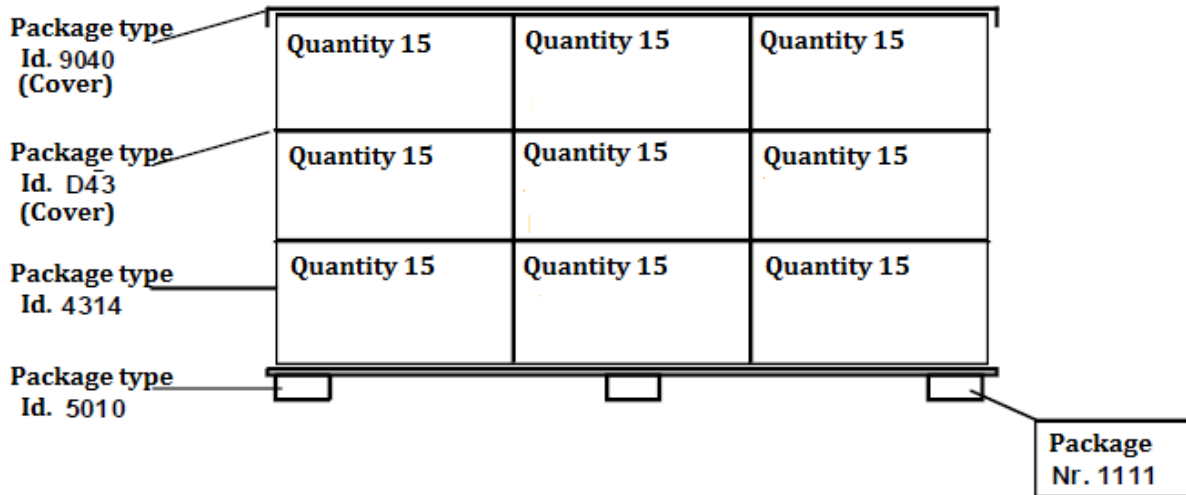 Package type
Id. 9040
(Cover)
Quantity 15
Quantity 15
Quantity 15
Package type
Id. D43
(Cover)
Quantity 15
Quantity 15
Quantity 15
Package type
Id. 4314
Quantity 15
Quantity 15
Quantity 15
Package type
Id. 5010
Package
Nr. 1111